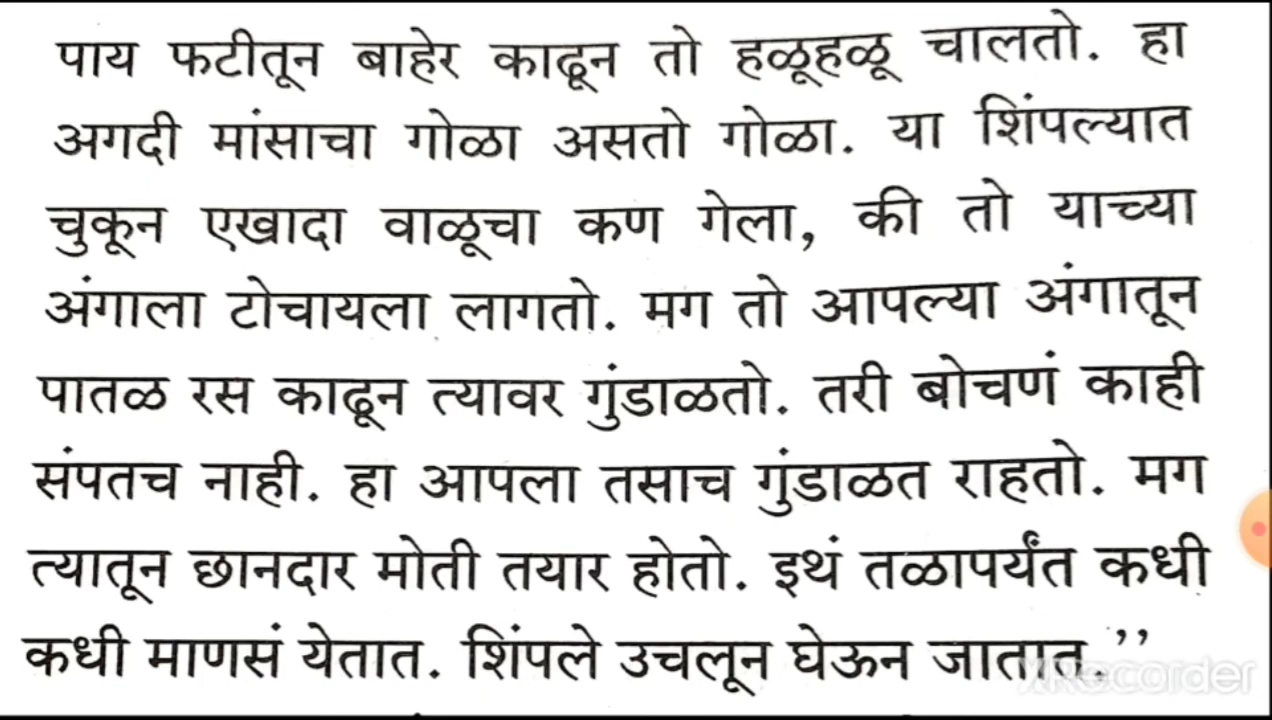 पाय फटीतून बाहेर काढून तो हळूहळू चालतो. हा
अगदी मांसाचा गोळा असतो गोळा. या शिंपल्यात
चुकून एखादा वाळूचा कण गेला, की तो याच्या
अंगाला टोचायला लागतो. मग तो आपल्या अंगातून
पातळ रस काढून त्यावर गुंडाळतो. तरी बोचणं काही
संपतच नाही. हा आपला तसाच गुंडाळत राहतो. मग
त्यातून छानदार मोती तयार होतो. इथं तळापर्यंत कधी
कधी माणसं येतात. शिंपले उचलून घेऊन जातात.’’
XRecorder